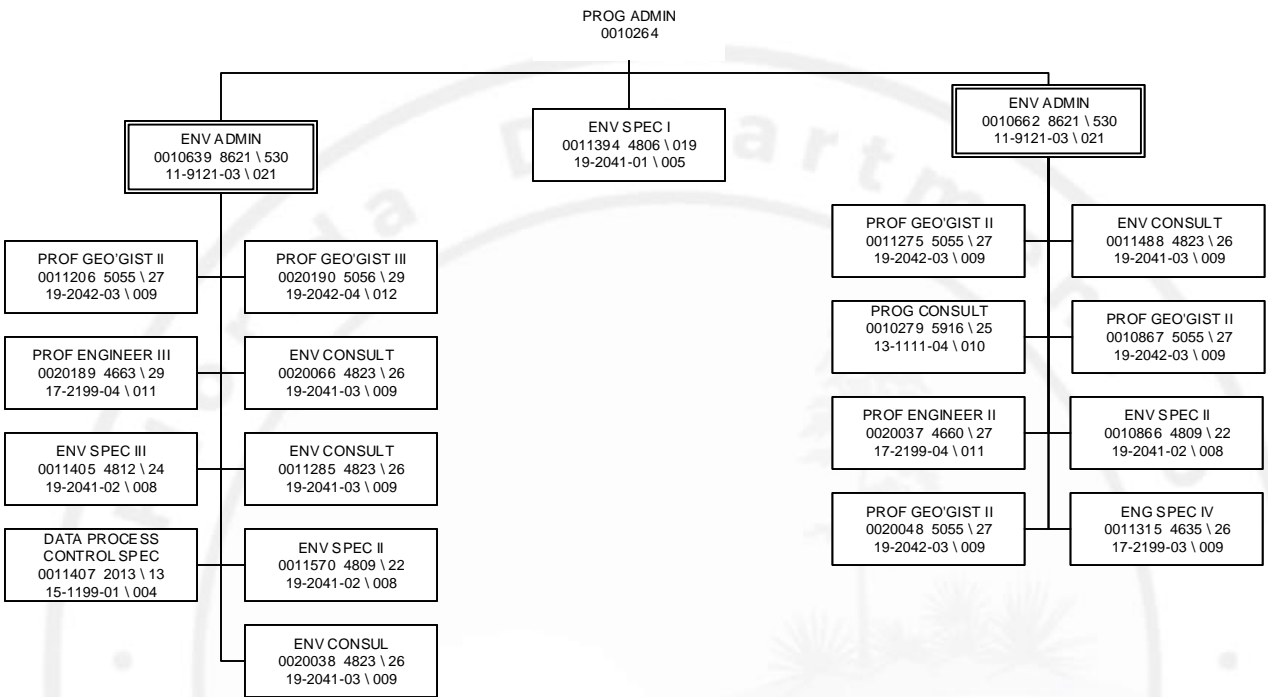 PROG ADMIN
0010264
ENV ADMIN
0010639 8621 \ 530
11-9121-03 \ 021
ENV SPEC I
0011394 4806 \ 019
19-2041-01 \ 005
ENV ADMIN
0010662 8621 \ 530
11-9121-03 \ 021
PROF GEO'GIST II
0011206 5055 \ 27
19-2042-03 \ 009
PROF GEO'GIST III
0020190 5056 \ 29
19-2042-04 \ 012
PROF ENGINEER III
0020189 4663 \ 29
17-2199-04 \ 011
ENV CONSULT
0020066 4823 \ 26
19-2041-03 \ 009
ENV SPEC III
0011405 4812 \ 24
19-2041-02 \ 008
ENV CONSULT
0011285 4823 \ 26
19-2041-03 \ 009
DATA PROCESS
CONTROL SPEC
0011407 2013 \ 13
15-1199-01 \ 004
ENV SPEC II
0011570 4809 \ 22
19-2041-02 \ 008
ENV CONSUL
0020038 4823 \ 26
19-2041-03 \ 009
PROF GEO'GIST II
0011275 5055 \ 27
19-2042-03 \ 009
ENV CONSULT
0011488 4823 \ 26
19-2041-03 \ 009
PROG CONSULT
0010279 5916 \ 25
13-1111-04 \ 010
PROF GEO'GIST II
0010867 5055 \ 27
19-2042-03 \ 009
PROF ENGINEER II
0020037 4660 \ 27
17-2199-04 \ 011
ENV SPEC II
0010866 4809 \ 22
19-2041-02 \ 008
PROF GEO'GIST II
0020048 5055 \ 27
19-2042-03 \ 009
ENG SPEC IV
0011315 4635 \ 26
17-2199-03 \ 009